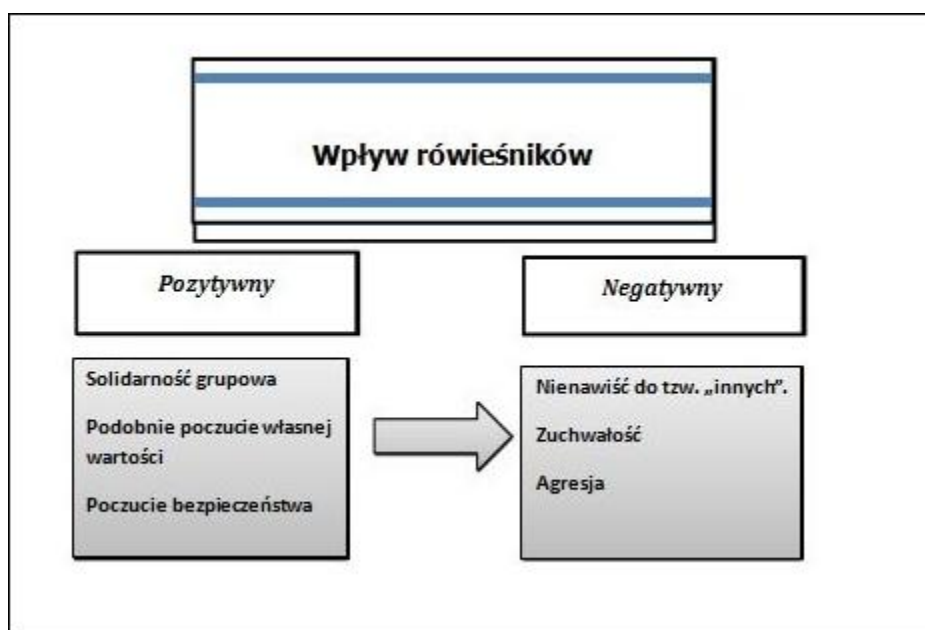 Wpływ rówieśników
Pozytywny
Negatywny
Solidarność grupowa
Podobnie poczucie własnej
wartości
Poczucie bezpieczeństwa
Nienawiść do tzw. „innych”.
Zuchwałość
Agresja